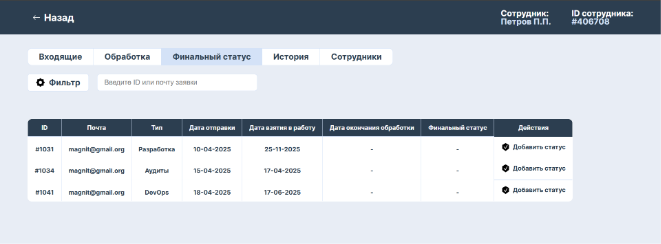 ← Назад
Сотрудник: ID сотрудника:
Петров П.П. #406708
Входящие Обработка Финальный статус История Сотрудники
Фильтр Введите ID или почту заявки
ID Почта Тип Дата отправки Дата взятия в работу Дата окончания обработки Финальный статус Действия
#1031 magnit@gmail.org Разработка 10-04-2025 25-11-2025 - - Добавить статус
#1034 magnit@gmail.org Аудиты 15-04-2025 17-04-2025 - - Добавить статус
#1041 magnit@gmail.org DevOps 18-04-2025 17-06-2025 - - Добавить статус